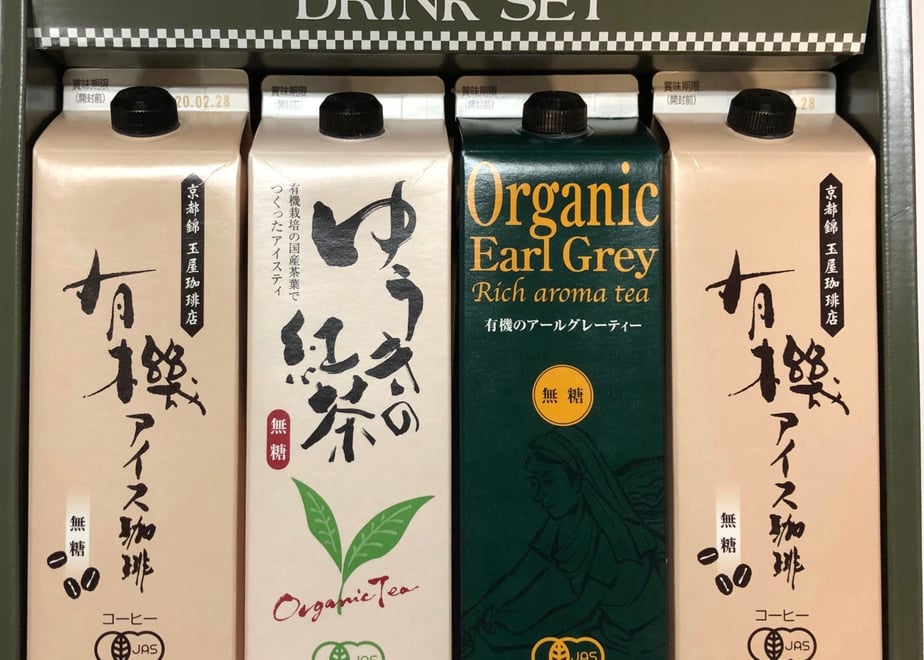 DRINK SET
賞味期限
(開封前)
20.02.28
京都錦 玉屋珈琲店
有機
アイス珈琲
無糖
コーヒー
JAS
賞味期限
(開封前)
有機栽培の国産茶葉で
つくったアイスティ
ゆうきの
紅茶
無糖
Organic Tea
JAS
賞味期限
(開封前)
Organic
Earl Grey
Rich aroma tea
有機のアールグレーティー
無糖
JAS
賞味期限
(開封前)
.28
京都錦 玉屋珈琲店
有機
アイス珈琲
無糖
コーヒー
JAS